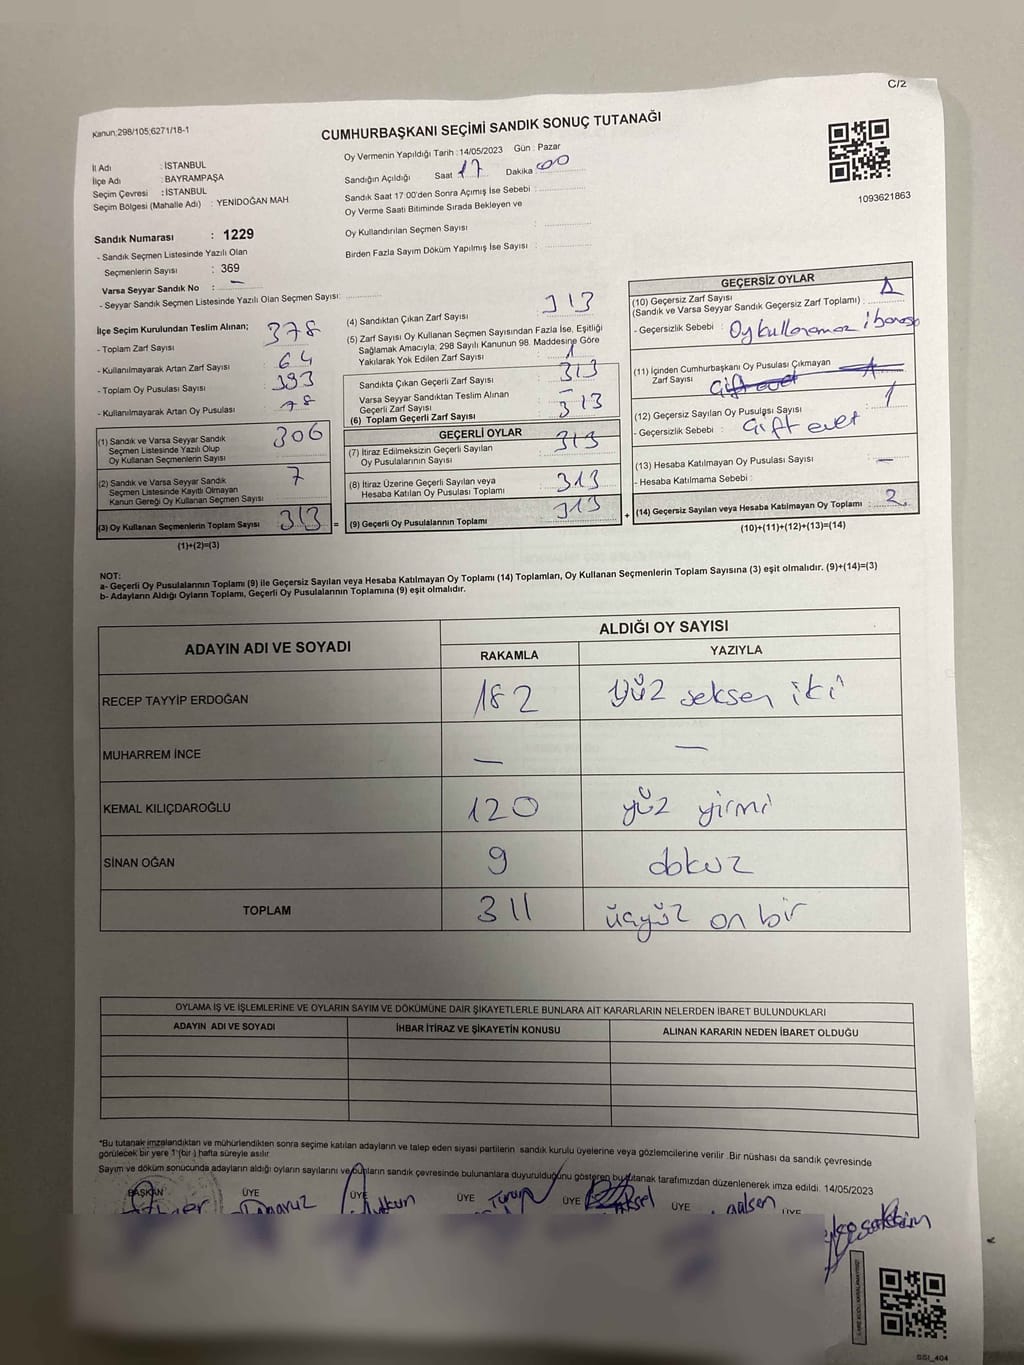 C/2
Kanun;298/105;6271/18-1
CUMHURBAŞKANI SEÇİMİ SANDIK SONUÇ TUTANAĞI
İl Adı : İSTANBUL
İlçe Adı : BAYRAMPAŞA
Seçim Çevresi : İSTANBUL
Seçim Bölgesi (Mahalle Adı) : YENİDOĞAN MAH
Oy Vermenin Yapıldığı Tarih : 14/05/2023 Gün : Pazar
Sandığın Açıldığı Saat 17 Dakika 00
Sandık Saat 17 00'den Sonra Açımış İse Sebebi :
Oy Verme Saati Bitiminde Sırada Bekleyen ve
Oy Kullandırılan Seçmen Sayısı :
Birden Fazla Sayım Döküm Yapılmış İse Sayısı :
1093621863
Sandık Numarası : 1229
- Sandık Seçmen Listesinde Yazılı Olan
Seçmenlerin Sayısı : 369
Varsa Seyyar Sandık No : —
- Seyyar Sandık Seçmen Listesinde Yazılı Olan Seçmen Sayısı:
İlçe Seçim Kurulundan Teslim Alınan;
- Toplam Zarf Sayısı 378
- Kullanılmayarak Artan Zarf Sayısı 64
- Toplam Oy Pusulası Sayısı 393
- Kullanılmayarak Artan Oy Pusulası 78
(1) Sandık ve Varsa Seyyar Sandık
Seçmen Listesinde Yazılı Olup
Oy Kullanan Seçmenlerin Sayısı 306
(2) Sandık ve Varsa Seyyar Sandık
Seçmen Listesinde Kayıtlı Olmayan
Kanun Gereği Oy Kullanan Seçmen Sayısı 7
(3) Oy Kullanan Seçmenlerin Toplam Sayısı 313 =
(1)+(2)=(3)
(4) Sandıktan Çıkan Zarf Sayısı : 313
(5) Zarf Sayısı Oy Kullanan Seçmen Sayısından Fazla İse, Eşitliği
Sağlamak Amacıyla, 298 Sayılı Kanunun 98. Maddesine Göre
Yakılarak Yok Edilen Zarf Sayısı : 1
Sandıkta Çıkan Geçerli Zarf Sayısı : 313
Varsa Seyyar Sandıktan Teslim Alınan
Geçerli Zarf Sayısı : —
(6) Toplam Geçerli Zarf Sayısı : 313
GEÇERLİ OYLAR
(7) İtiraz Edilmeksizin Geçerli Sayılan
Oy Pusulalarının Sayısı : 313
(8) İtiraz Üzerine Geçerli Sayılan veya
Hesaba Katılan Oy Pusulası Toplamı : 313
(9) Geçerli Oy Pusulalarının Toplamı : 313 +
GEÇERSİZ OYLAR
(10) Geçersiz Zarf Sayısı
(Sandık ve Varsa Seyyar Sandık Geçersiz Zarf Toplamı) :
- Geçersizlik Sebebi : Oy kullanamaz ibaresi
(11) İçinden Cumhurbaşkanı Oy Pusulası Çıkmayan
Zarf Sayısı :
(12) Geçersiz Sayılan Oy Pusulası Sayısı : 1
- Geçersizlik Sebebi : Çift evet
(13) Hesaba Katılmayan Oy Pusulası Sayısı : —
- Hesaba Katılmama Sebebi :
(14) Geçersiz Sayılan veya Hesaba Katılmayan Oy Toplamı : 2
(10)+(11)+(12)+(13)=(14)
NOT:
a- Geçerli Oy Pusulalarının Toplamı (9) ile Geçersiz Sayılan veya Hesaba Katılmayan Oy Toplamı (14) Toplamları, Oy Kullanan Seçmenlerin Toplam Sayısına (3) eşit olmalıdır. (9)+(14)=(3)
b- Adayların Aldığı Oyların Toplamı, Geçerli Oy Pusulalarının Toplamına (9) eşit olmalıdır.
ADAYIN ADI VE SOYADI
ALDIĞI OY SAYISI
RAKAMLA YAZIYLA
RECEP TAYYİP ERDOĞAN 182 yüz seksen iki
MUHARREM İNCE — —
KEMAL KILIÇDAROĞLU 120 yüz yirmi
SİNAN OĞAN 9 dokuz
TOPLAM 311 üçyüz on bir
OYLAMA İŞ VE İŞLEMLERİNE VE OYLARIN SAYIM VE DÖKÜMÜNE DAİR ŞİKAYETLERLE BUNLARA AİT KARARLARIN NELERDEN İBARET BULUNDUKLARI
ADAYIN ADI VE SOYADI İHBAR İTİRAZ VE ŞİKAYETİN KONUSU ALINAN KARARIN NEDEN İBARET OLDUĞU
*Bu tutanak imzalandıktan ve mühürlendikten sonra seçime katılan adayların ve talep eden siyasi partilerin sandık kurulu üyelerine veya gözlemcilerine verilir. Bir nüshası da sandık çevresinde
görülecek bir yere 1 (bir ) hafta süreyle asılır.
Sayım ve döküm sonucunda adayların aldığı oyların sayılarını ve bunların sandık çevresinde bulunanlara duyurulduğunu gösteren bu tutanak tarafımızdan düzenlenerek imza edildi. 14/05/2023
BAŞKAN ÜYE ÜYE ÜYE ÜYE ÜYE ÜYE
SSI_404